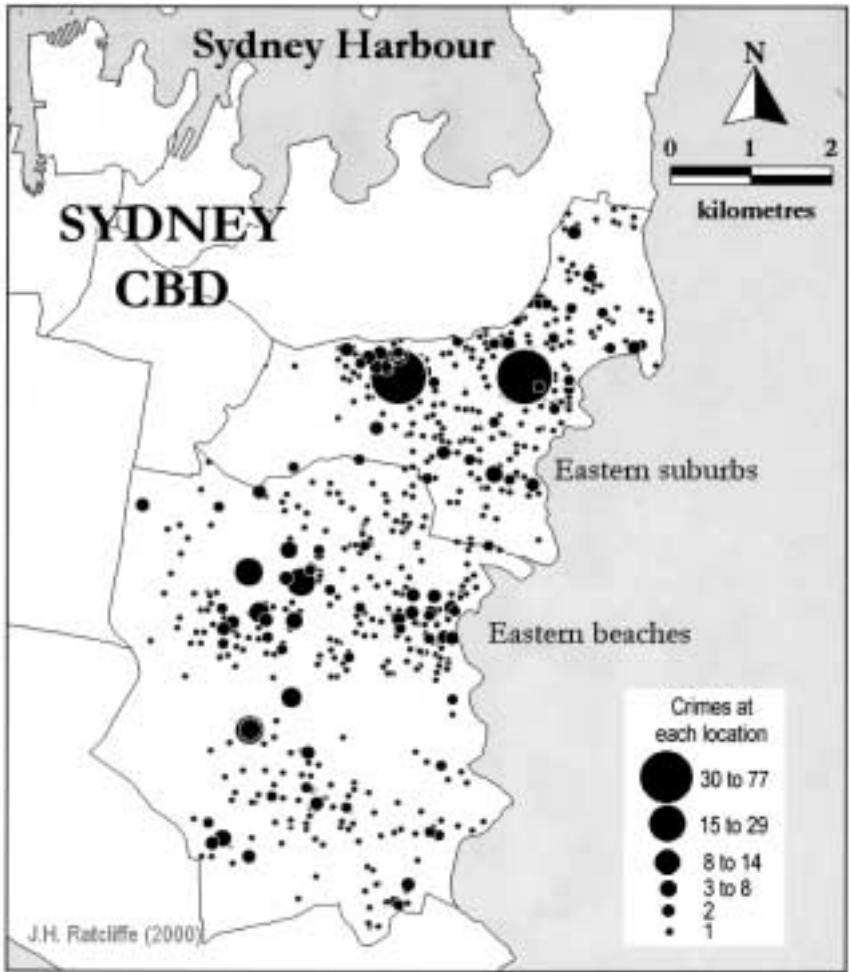 Sydney Harbour
N
0 1 2
kilometres
SYDNEY
CBD
Eastern suburbs
Eastern beaches
Crimes at
each location
30 to 77
15 to 29
8 to 14
3 to 8
2
1
J.H. Ratcliffe (2000)